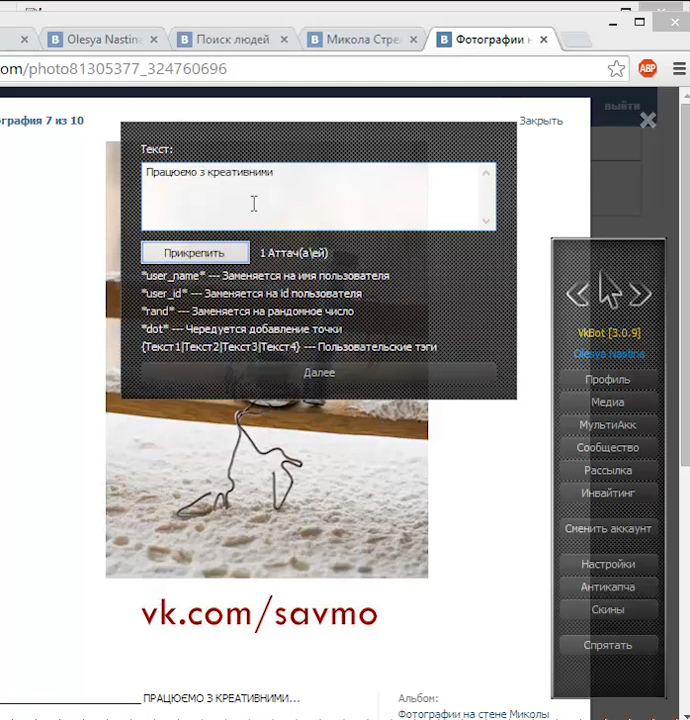 Olesya Nastina
Поиск людей
Микола Стре
Фотографии н
com/photo81305377_324760696
ABP
выйти
графия 7 из 10
Закрыть
Текст:
Працюємо з креативними
Прикрепить
1 Аттач(а\ей)
*user_name* --- Заменяется на имя пользователя
*user_id* --- Заменяется на id пользователя
*rand* --- Заменяется на рандомное число
*dot* --- Чередуется добавление точки
{Текст1|Текст2|Текст3|Текст4} --- Пользовательские тэги
Далее
VkBot [3.0.9]
Olesya Nastina
Профиль
Медиа
МультиАкк
Сообщество
Рассылка
Инвайтинг
Сменить аккаунт
Настройки
Антикапча
Скины
Спрятать
vk.com/savmo
ПРАЦЮЄМО З КРЕАТИВНИМИ...
Альбом:
Фотографии на стене Миколы